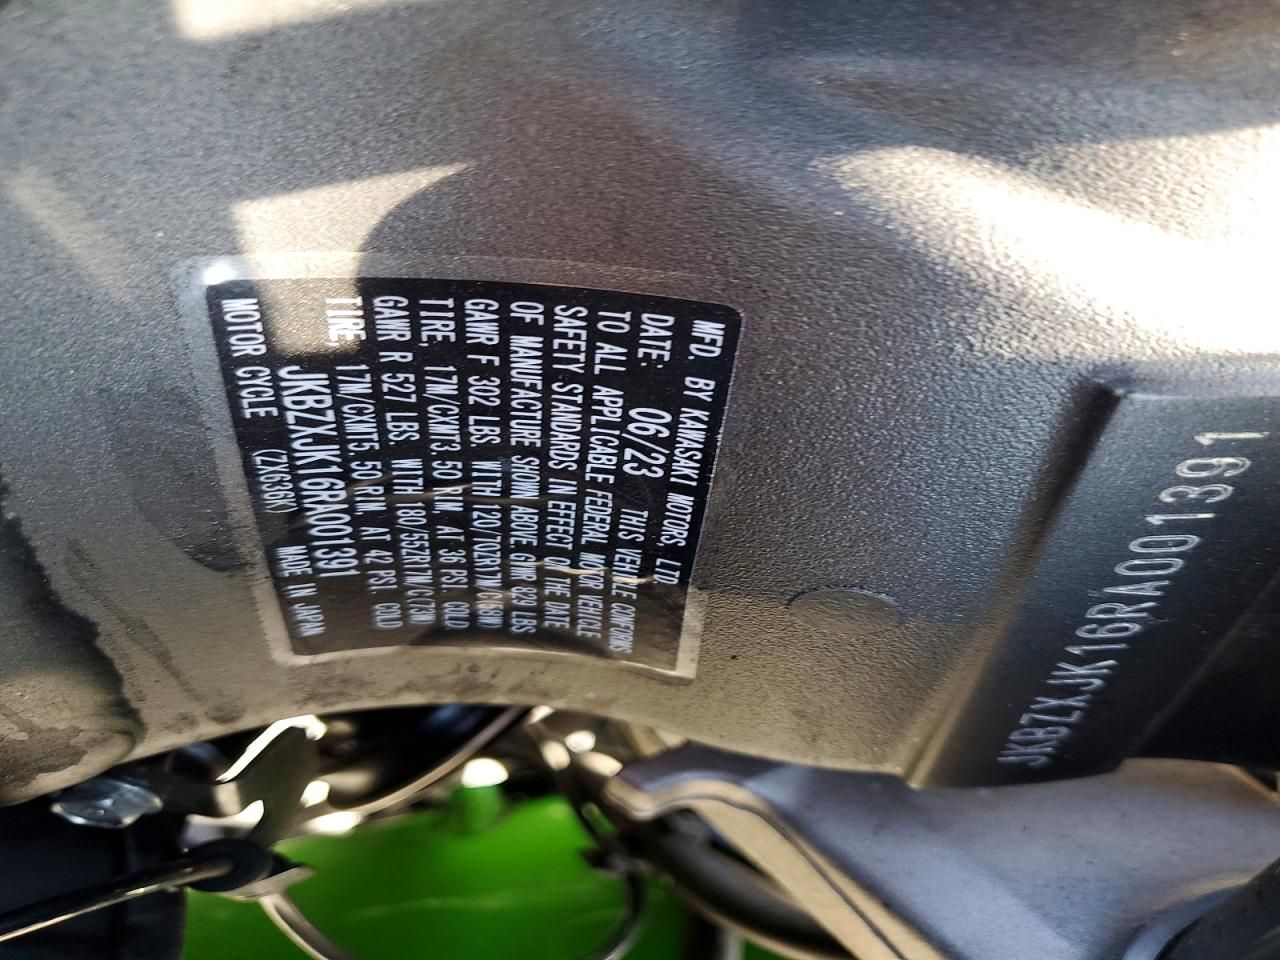 MFD. BY KAWASAKI MOTORS, LTD.
DATE: 06/23 THIS VEHICLE CONFORMS
TO ALL APPLICABLE FEDERAL MOTOR VEHICLE
SAFETY STANDARDS IN EFFECT ON THE DATE
OF MANUFACTURE SHOWN ABOVE. GVWR 829 LBS
GAWR F 302 LBS. WITH 120/70ZR17M/C(58W)
TIRE, 17M/CXMT3.50 RIM, AT 36 PSI. COLD
GAWR R 527 LBS. WITH 180/55ZR17M/C(73W)
TIRE, 17M/CXMT5.50 RIM, AT 42 PSI. COLD
JKBZXJK16RA001391
MOTOR CYCLE (ZX636K) MADE IN JAPAN
JKBZXJK16RA001391